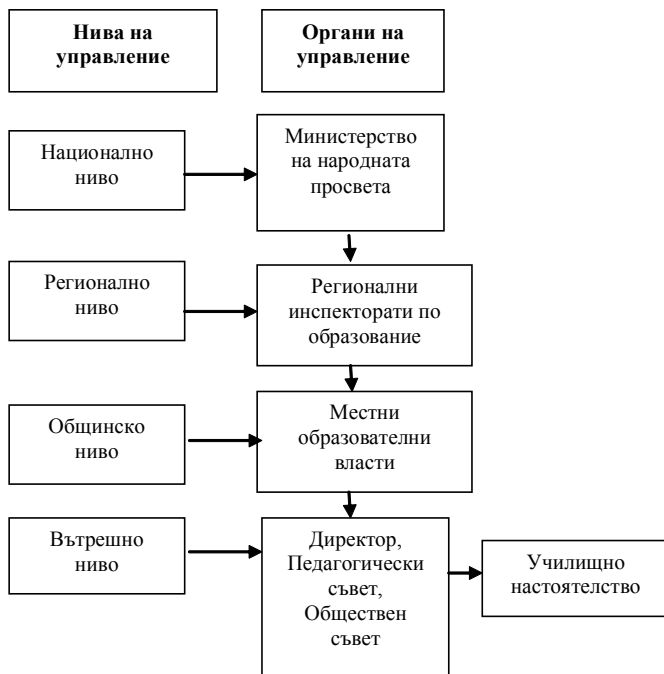 Нива на
управление
Органи на
управление
Национално
ниво
Министерство
на народната
просвета
Регионално
ниво
Регионални
инспекторати по
образование
Общинско
ниво
Местни
образователни
власти
Вътрешно
ниво
Директор,
Педагогически
съвет,
Обществен
съвет
Училищно
настоятелство